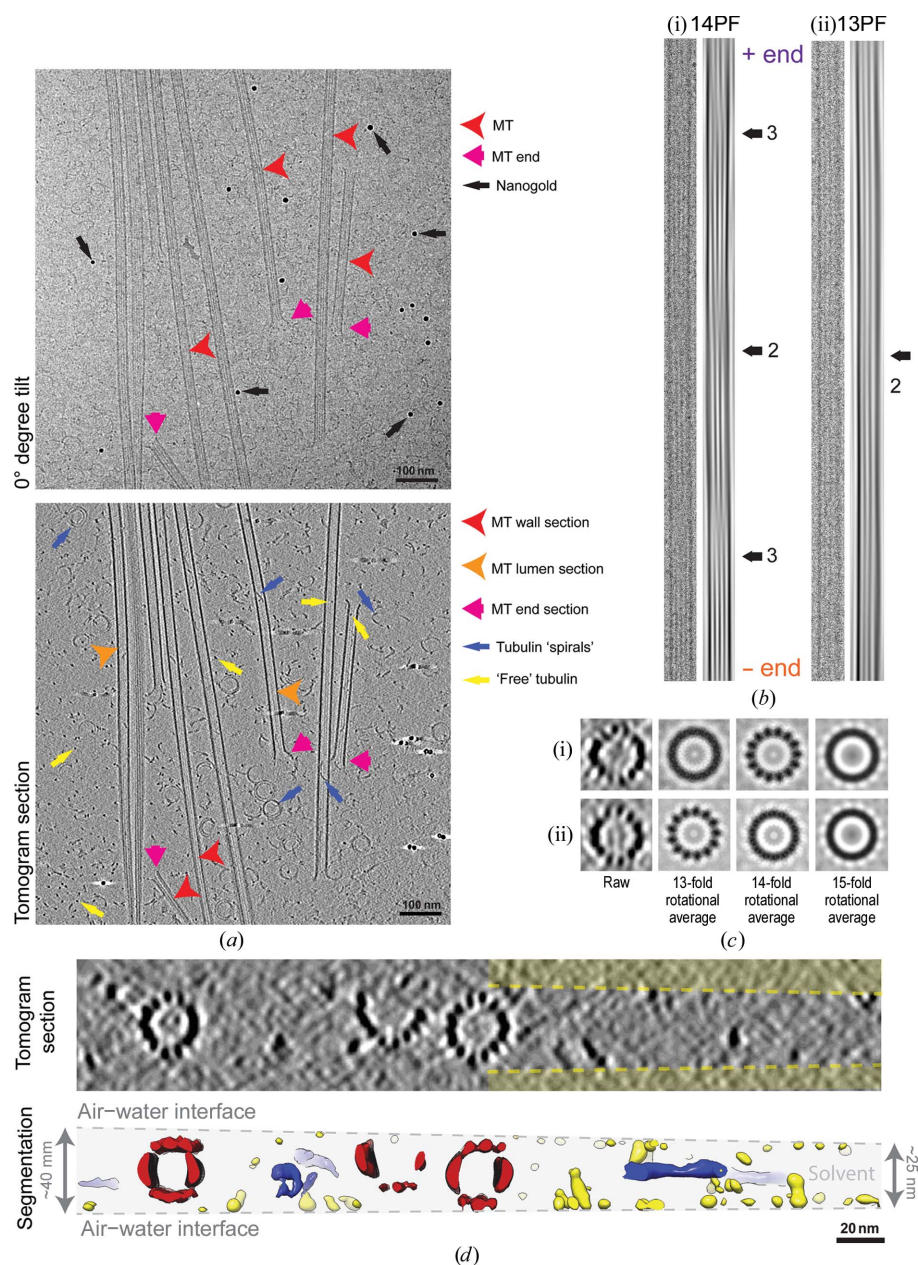 (i) 14PF
(ii) 13PF
+ end
3
2
3
2
− end
(b)
MT
MT end
Nanogold
0° degree tilt
100 nm
MT wall section
MT lumen section
MT end section
Tubulin ‘spirals’
‘Free’ tubulin
Tomogram section
100 nm
(a)
(i)
(ii)
Raw
13-fold
rotational
average
14-fold
rotational
average
15-fold
rotational
average
(c)
Tomogram
section
Air−water interface
Segmentation
~40 mm
Solvent
~25 nm
Air−water interface
20 nm
(d)